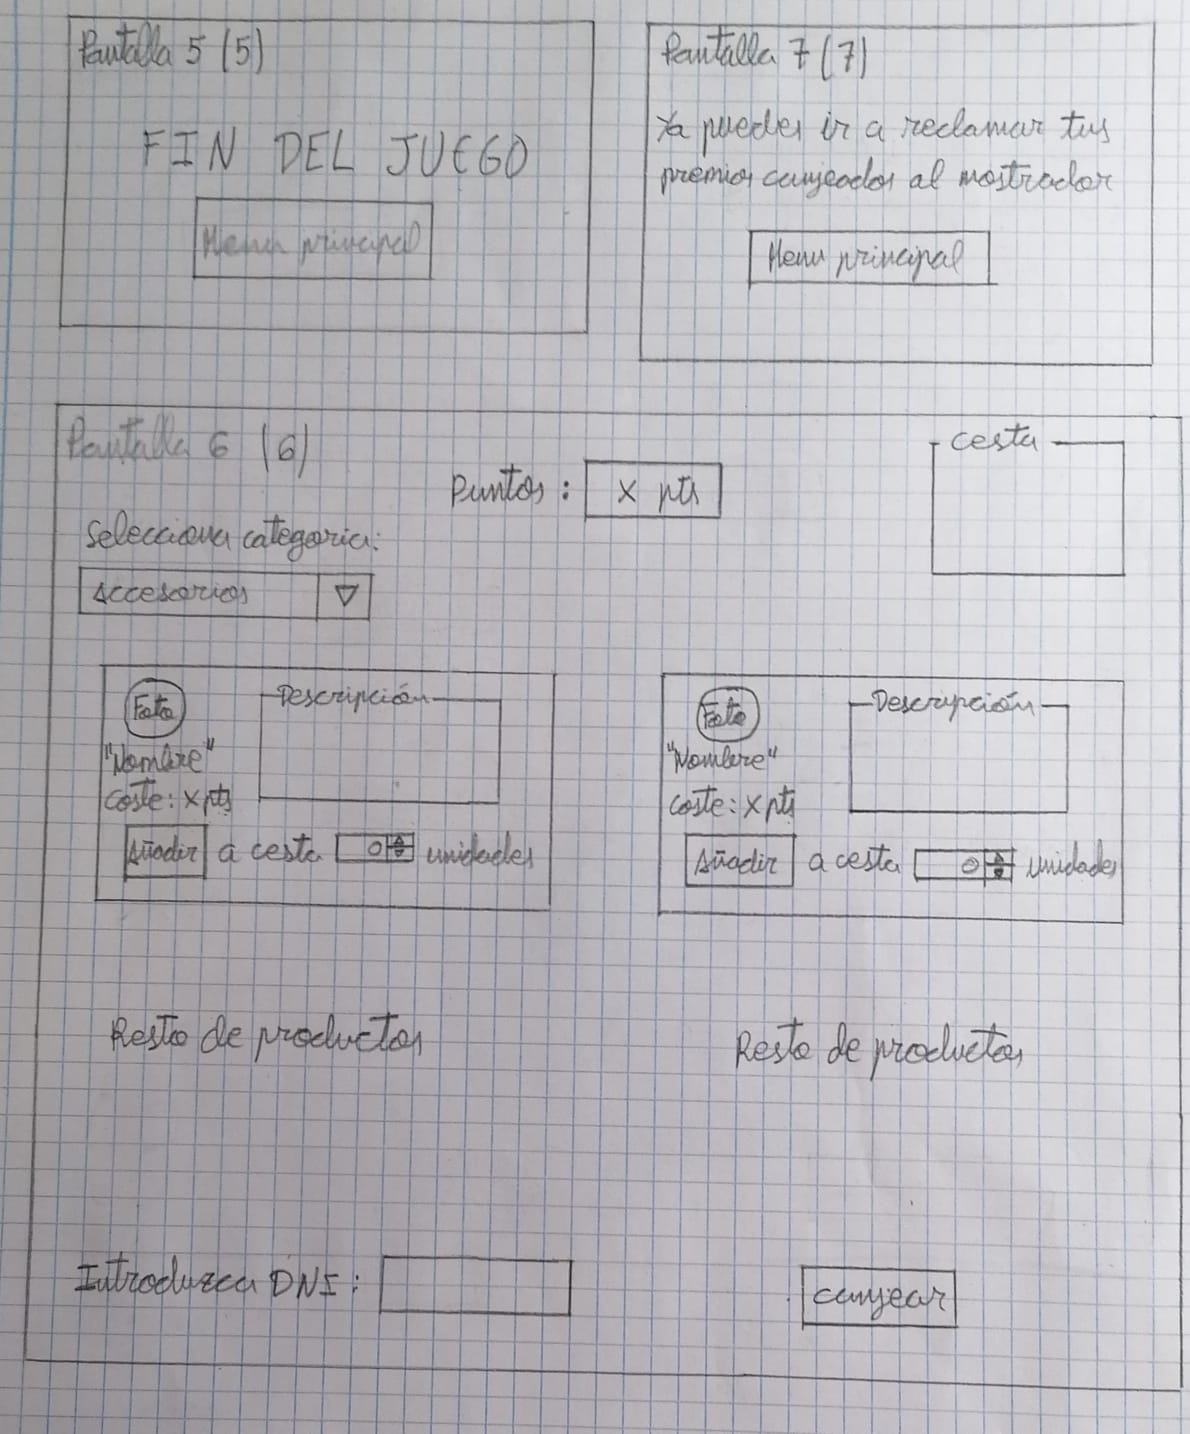 Pantalla 5 (5)
FIN DEL JUEGO
Menu principal
Pantalla 7 (7)
Ya puedes ir a reclamar tus
premios canjeados al mostrador
Menu principal
Pantalla 6 (6)
Puntos: X pts
cesta
Selecciona categoria:
Accesorios
Foto
Descripción
"Nombre"
coste: x pts
Añadir a cesta 0 unidades
Foto
Descripción
"Nombre"
coste: x pts
Añadir a cesta 0 unidades
Resto de productos
Resto de productos
Introduzca DNI:
canjear